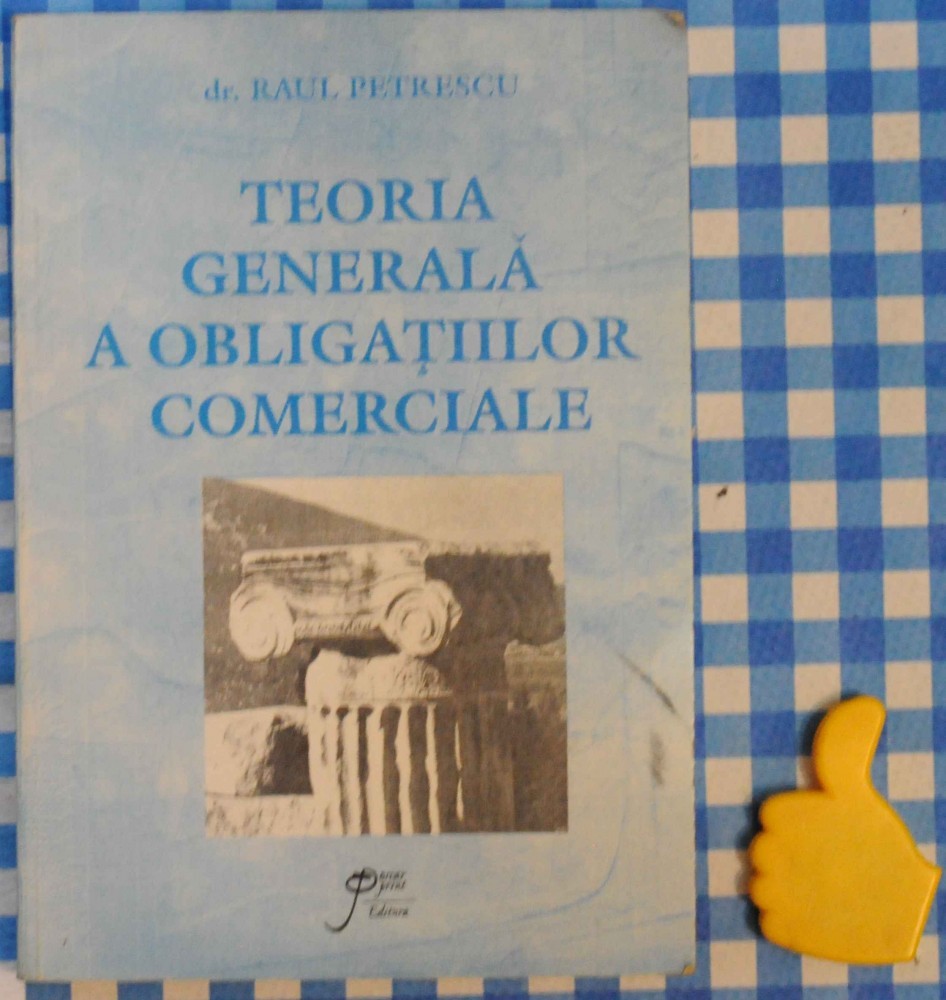 dr. RAUL PETRESCU
TEORIA
GENERALĂ
A OBLIGAȚIILOR
COMERCIALE
Editura